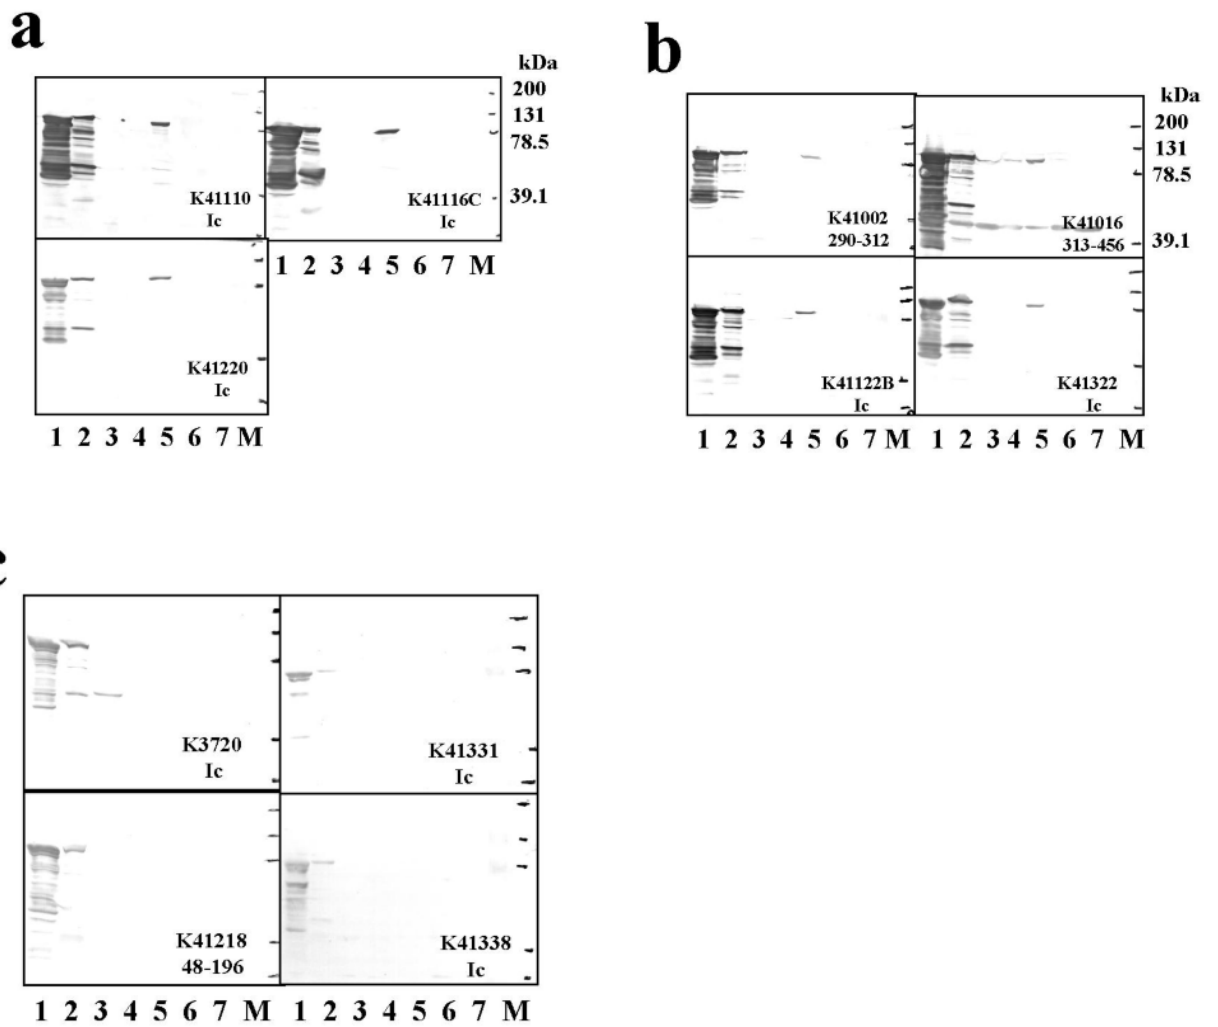 a
kDa
200
131
78.5
39.1
K41110
Ic
K41116C
Ic
1 2 3 4 5 6 7 M
K41220
Ic
1 2 3 4 5 6 7 M
b
kDa
200
131
78.5
39.1
K41002
290-312
K41016
313-456
K41122B
Ic
K41322
Ic
1 2 3 4 5 6 7 M 1 2 3 4 5 6 7 M
c
K3720
Ic
K41331
Ic
K41218
48-196
K41338
Ic
1 2 3 4 5 6 7 M 1 2 3 4 5 6 7 M